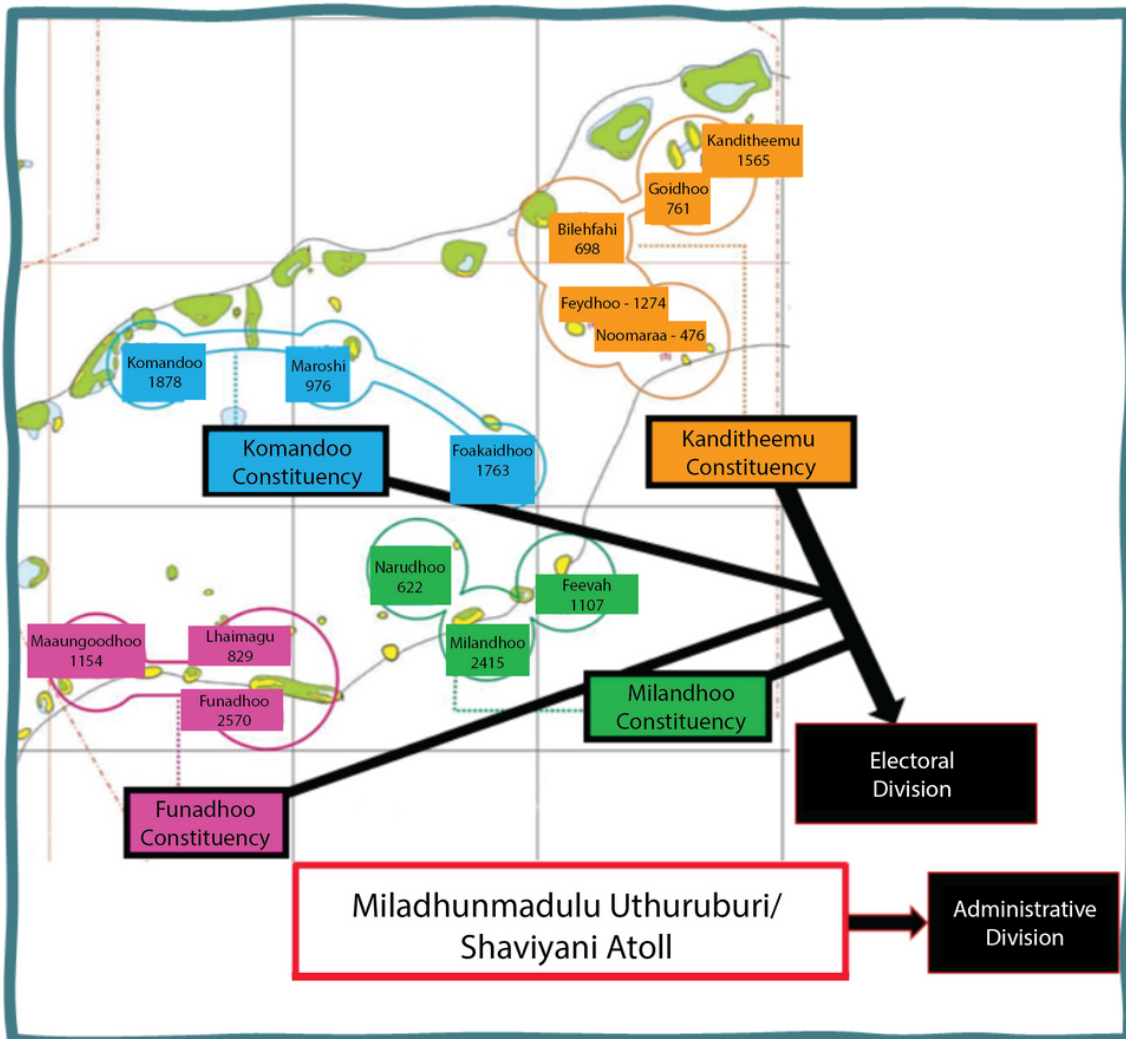 Kanditheemu
1565
Goidhoo
761
Bilehfahi
698
Feydhoo - 1274
Noomaraa - 476
Komandoo
1878
Maroshi
976
Foakaidhoo
1763
Komandoo
Constituency
Kanditheemu
Constituency
Narudhoo
622
Feevah
1107
Milandhoo
2415
Maaungoodhoo
1154
Lhaimagu
829
Funadhoo
2570
Milandhoo
Constituency
Electoral
Division
Funadhoo
Constituency
Miladhunmadulu Uthuruburi/
Shaviyani Atoll
Administrative
Division